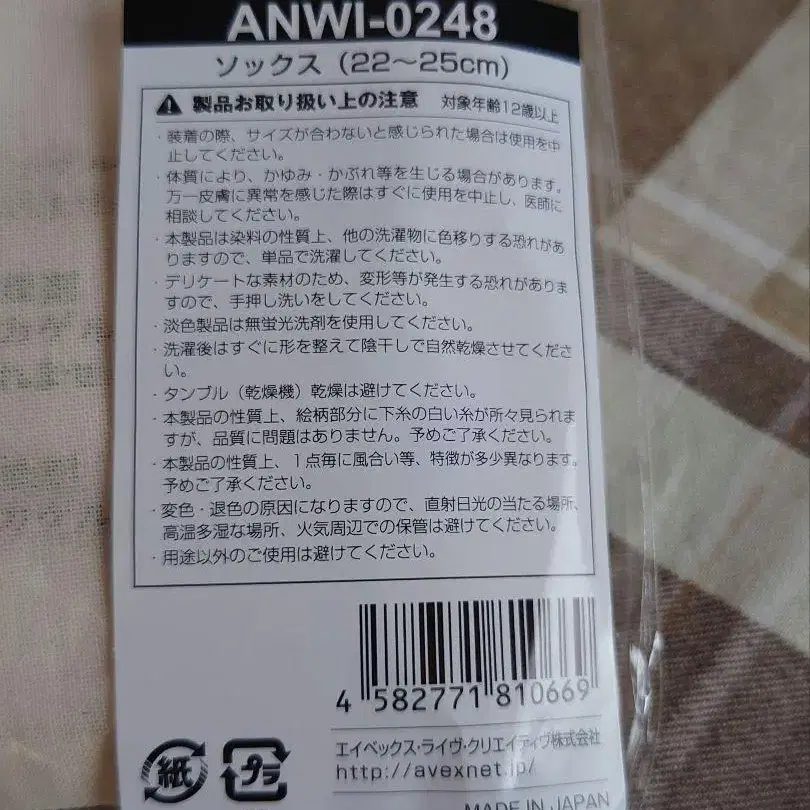 ANWI-0248
ソックス（22～25cm）
製品お取り扱い上の注意 対象年齢12歳以上
・装着の際、サイズが合わないと感じられた場合は使用を中
止してください。
・体質により、かゆみ・かぶれ等を生じる場合があります。
万一皮膚に異常を感じた際はすぐに使用を中止し、医師に
相談してください。
・本製品は染料の性質上、他の洗濯物に色移りする恐れがあ
りますので、単品で洗濯してください。
・デリケートな素材のため、変形等が発生する恐れがありま
すので、手押し洗いをしてください。
・淡色製品は無蛍光洗剤を使用してください。
・洗濯後はすぐに形を整えて陰干しで自然乾燥させてくださ
い。
・タンブル（乾燥機）乾燥は避けてください。
・本製品の性質上、絵柄部分に下糸の白い糸が所々見られま
すが、品質に問題はありません。予めご了承ください。
・本製品の性質上、1点毎に風合い等、特徴が多少異なります。
予めご了承ください。
・変色・退色の原因になりますので、直射日光の当たる場所、
高温多湿な場所、火気周辺での保管は避けてください。
・用途以外のご使用は避けてください。
4 582771 810669
紙 プラ
エイベックス・ライヴ・クリエイティヴ株式会社
http://avexnet.jp/
MADE IN JAPAN